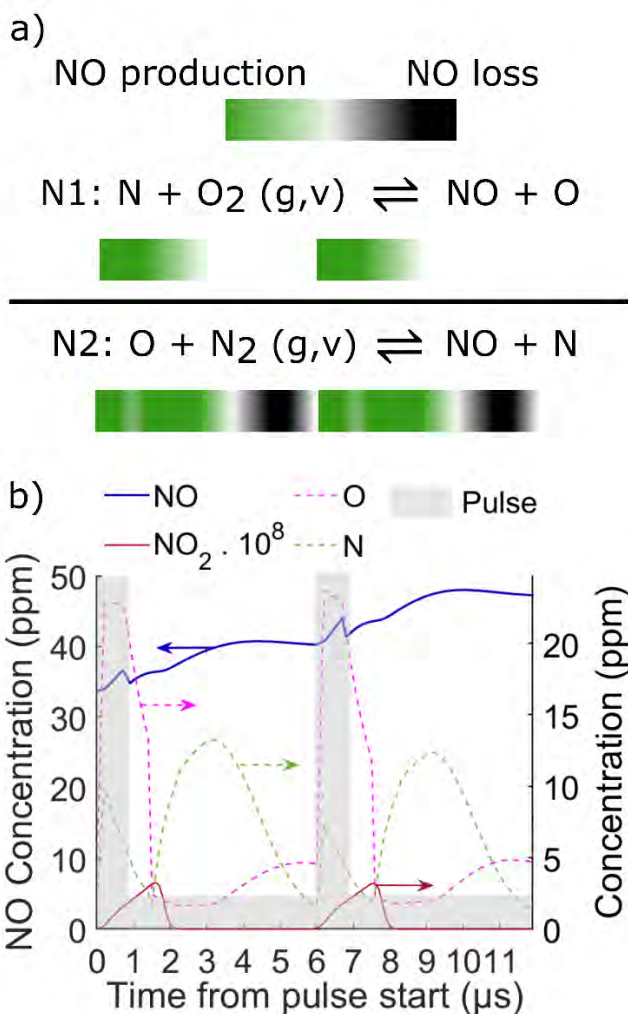 a)
NO production NO loss
N1: N + O₂ (g,v) ⇌ NO + O
N2: O + N₂ (g,v) ⇌ NO + N
b)
NO O Pulse
NO₂ . 10⁸ N
NO Concentration (ppm)
50
40
30
20
10
0
20
15
10
5
0
Concentration (ppm)
0 1 2 3 4 5 6 7 8 9 10 11
Time from pulse start (µs)